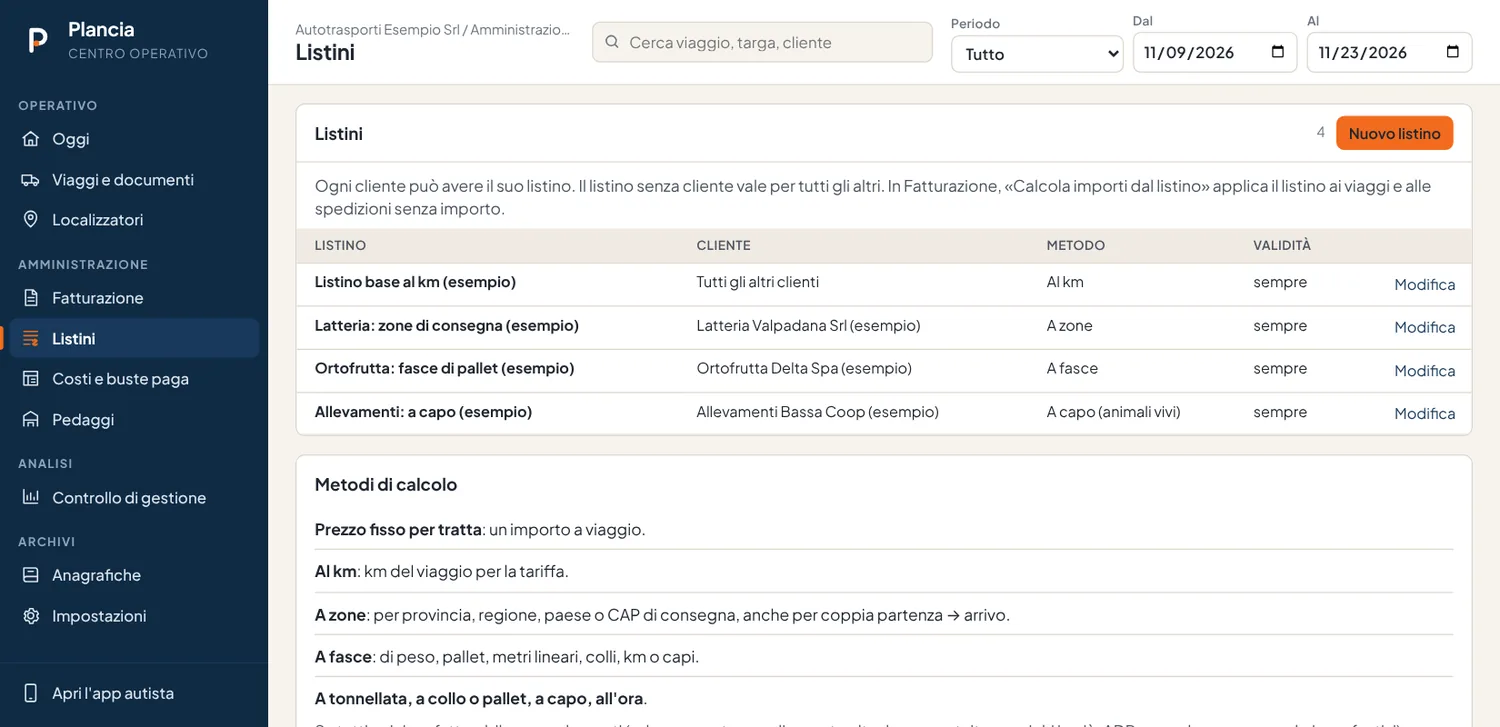 Plancia
CENTRO OPERATIVO
OPERATIVO
Oggi
Viaggi e documenti
Localizzatori
AMMINISTRAZIONE
Fatturazione
Listini
Costi e buste paga
Pedaggi
ANALISI
Controllo di gestione
ARCHIVI
Anagrafiche
Impostazioni
Apri l'app autista
Autotrasporti Esempio Srl / Amministrazio...
Listini
Cerca viaggio, targa, cliente
Periodo
Tutto
Dal
11/09/2026
Al
11/23/2026
Listini
4
Nuovo listino
Ogni cliente può avere il suo listino. Il listino senza cliente vale per tutti gli altri. In Fatturazione, «Calcola importi dal listino» applica il listino ai viaggi e alle
spedizioni senza importo.
LISTINO CLIENTE METODO VALIDITÀ
Listino base al km (esempio) Tutti gli altri clienti Al km sempre Modifica
Latteria: zone di consegna (esempio) Latteria Valpadana Srl (esempio) A zone sempre Modifica
Ortofrutta: fasce di pallet (esempio) Ortofrutta Delta Spa (esempio) A fasce sempre Modifica
Allevamenti: a capo (esempio) Allevamenti Bassa Coop (esempio) A capo (animali vivi) sempre Modifica
Metodi di calcolo
Prezzo fisso per tratta: un importo a viaggio.
Al km: km del viaggio per la tariffa.
A zone: per provincia, regione, paese o CAP di consegna, anche per coppia partenza → arrivo.
A fasce: di peso, pallet, metri lineari, colli, km o capi.
A tonnellata, a collo o pallet, a capo, all'ora.